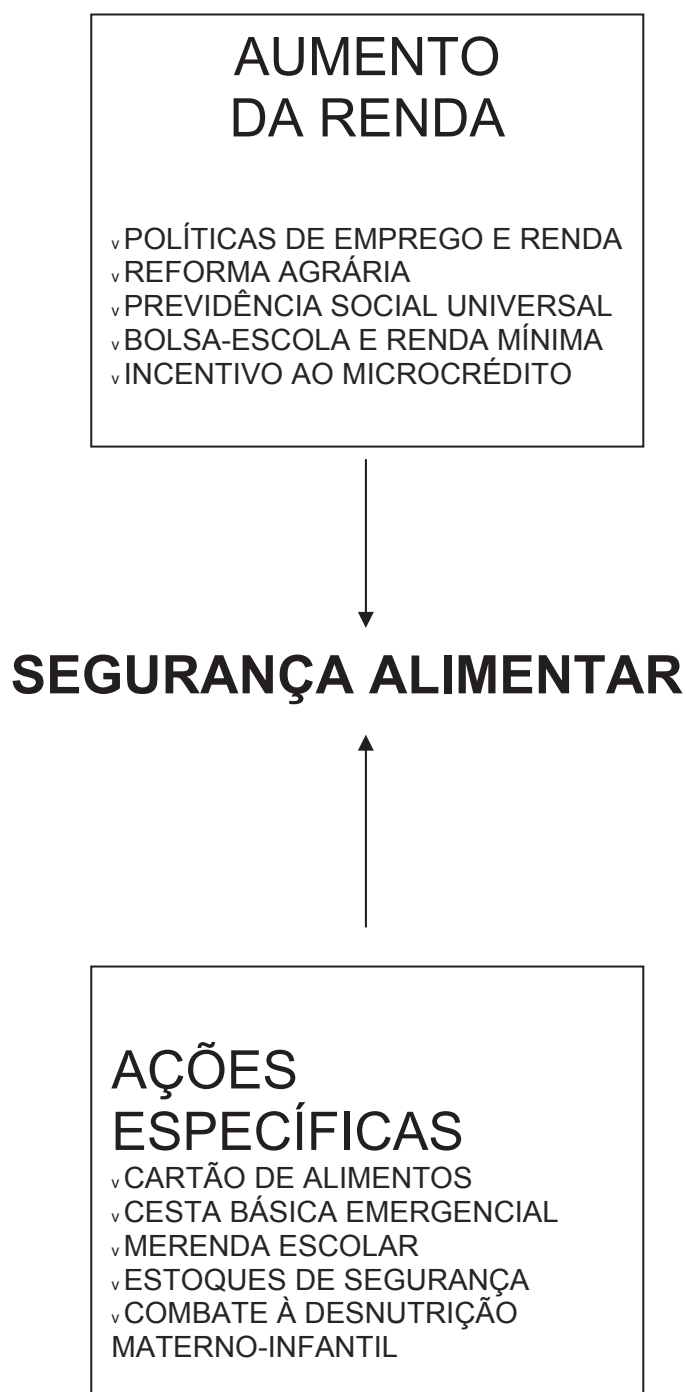 AUMENTO
DA RENDA
v POLÍTICAS DE EMPREGO E RENDA
v REFORMA AGRÁRIA
v PREVIDÊNCIA SOCIAL UNIVERSAL
v BOLSA-ESCOLA E RENDA MÍNIMA
v INCENTIVO AO MICROCRÉDITO
SEGURANÇA ALIMENTAR
AÇÕES
ESPECÍFICAS
v CARTÃO DE ALIMENTOS
v CESTA BÁSICA EMERGENCIAL
v MERENDA ESCOLAR
v ESTOQUES DE SEGURANÇA
v COMBATE À DESNUTRIÇÃO
MATERNO-INFANTIL